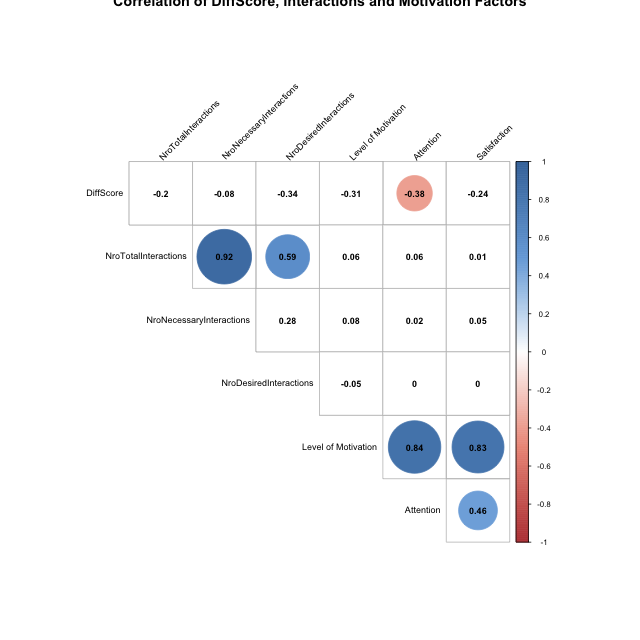 Correlation of DiffScore, Interactions and Motivation Factors
NroTotalInteractions
NroNecessaryInteractions
NroDesiredInteractions
Level of Motivation
Attention
Satisfaction
DiffScore -0.2 -0.08 -0.34 -0.31 -0.38 -0.24
NroTotalInteractions 0.92 0.59 0.06 0.06 0.01
NroNecessaryInteractions 0.28 0.08 0.02 0.05
NroDesiredInteractions -0.05 0 0
Level of Motivation 0.84 0.83
Attention 0.46
1
0.8
0.6
0.4
0.2
0
-0.2
-0.4
-0.6
-0.8
-1